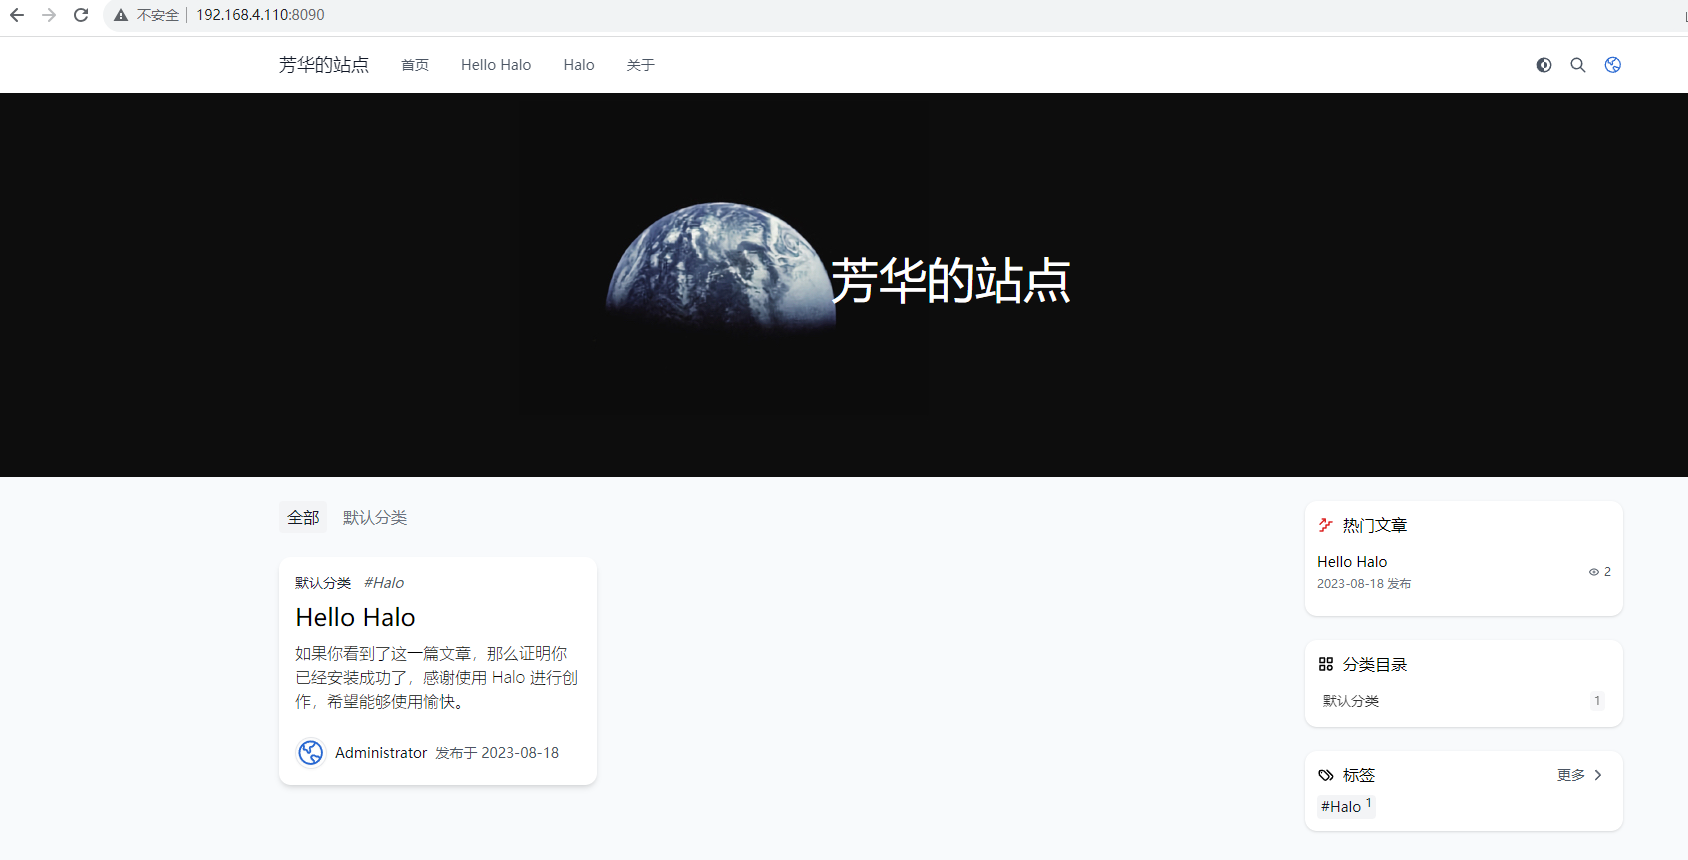 不安全 192.168.4.110:8090
芳华的站点 首页 Hello Halo Halo 关于
芳华的站点
全部 默认分类
默认分类 #Halo
Hello Halo
如果你看到了这一篇文章，那么证明你
已经安装成功了，感谢使用 Halo 进行创
作，希望能够使用愉快。
Administrator 发布于 2023-08-18
热门文章
Hello Halo
2023-08-18 发布
2
分类目录
默认分类 1
标签 更多
#Halo 1